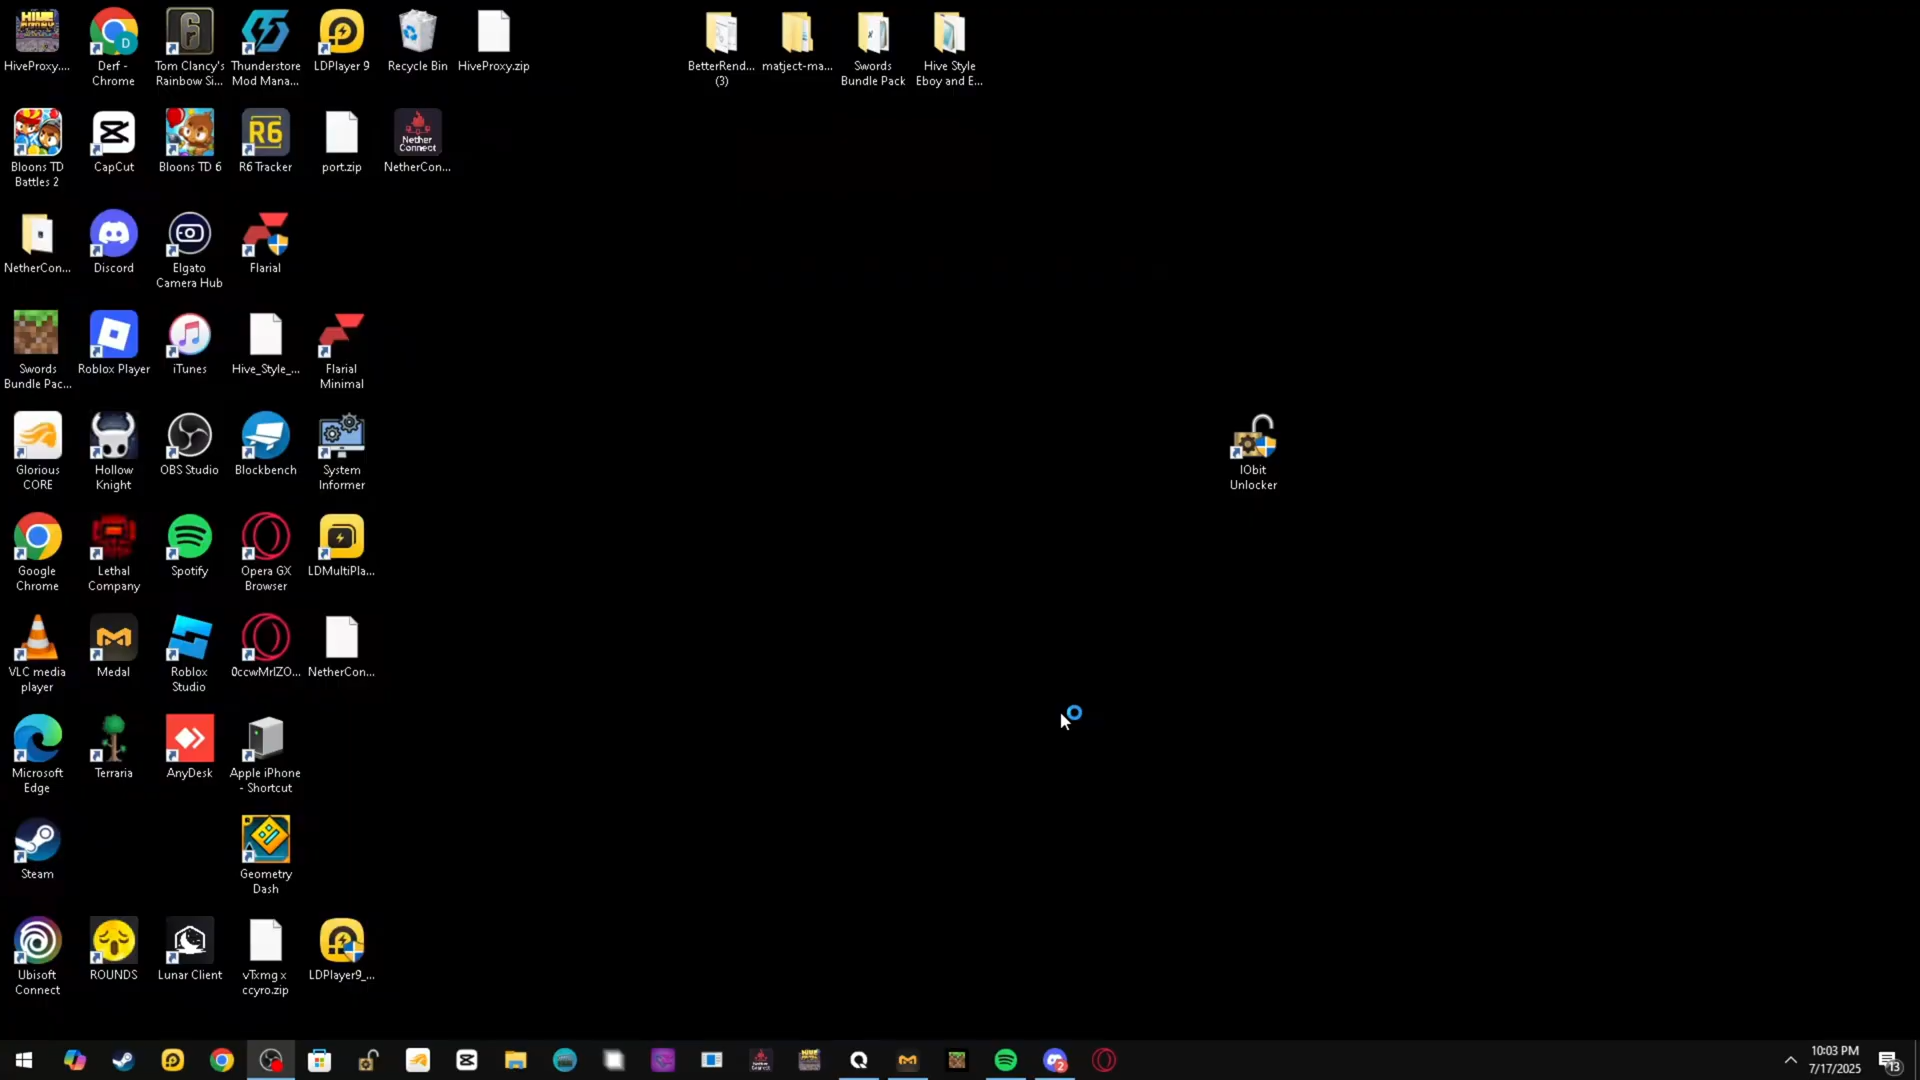 HiveProxy....
Derf -
Chrome
Tom Clancy's
Rainbow Si...
Thunderstore
Mod Mana...
LDPlayer 9
Recycle Bin
HiveProxy.zip
BetterRend...
(3)
matject-ma...
Swords
Bundle Pack
Hive Style
Eboy and E...
Bloons TD
Battles 2
CapCut
Bloons TD 6
R6
R6 Tracker
port.zip
Nether
Connect
NetherCon...
NetherCon...
Discord
Elgato
Camera Hub
Flarial
Swords
Bundle Pac...
Roblox Player
iTunes
Hive_Style_...
Flarial
Minimal
Glorious
CORE
Hollow
Knight
OBS Studio
Blockbench
System
Informer
IObit
Unlocker
Google
Chrome
Lethal
Company
Spotify
Opera GX
Browser
LDMultiPla...
VLC media
player
Medal
Roblox
Studio
0ccwMrIZO...
NetherCon...
Microsoft
Edge
Terraria
AnyDesk
Apple iPhone
- Shortcut
Steam
Geometry
Dash
Ubisoft
Connect
ROUNDS
Lunar Client
vTxmg x
ccyro.zip
LDPlayer9_...
10:03 PM
7/17/2025
13
2